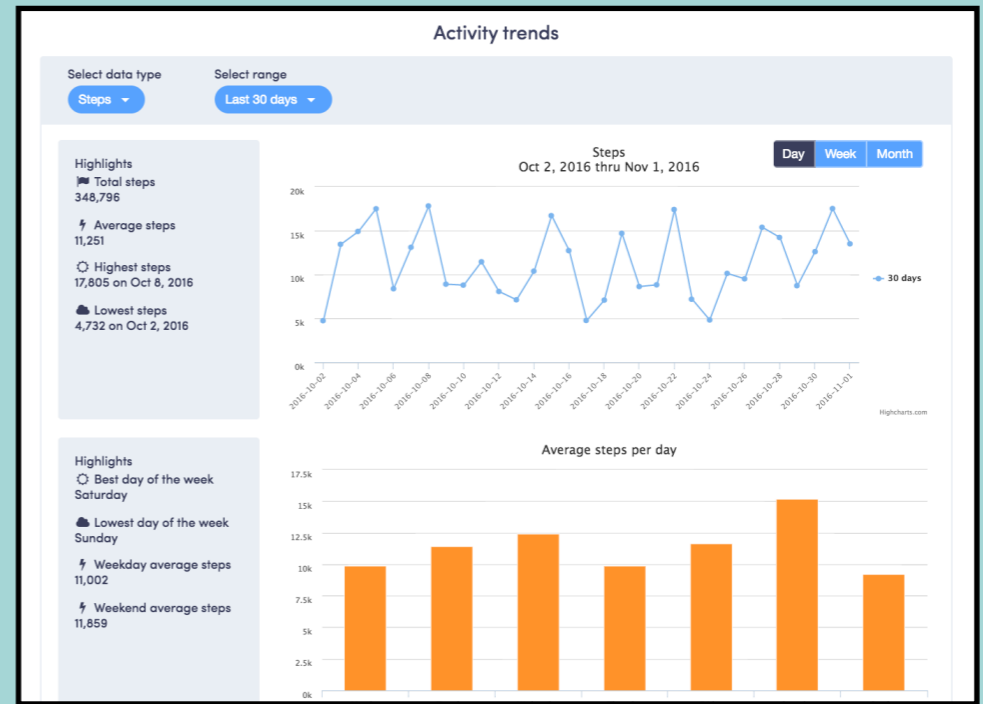 Activity trends
Select data type
Select range
Steps
Last 30 days
Highlights
Total steps
348,796
Average steps
11,251
Highest steps
17,805 on Oct 8, 2016
Lowest steps
4,732 on Oct 2, 2016
Steps
Oct 2, 2016 thru Nov 1, 2016
Day Week Month
20k
15k
10k
5k
0k
30 days
2016-10-02 2016-10-04 2016-10-06 2016-10-08 2016-10-10 2016-10-12 2016-10-14 2016-10-16 2016-10-18 2016-10-20 2016-10-22 2016-10-24 2016-10-26 2016-10-28 2016-10-30 2016-11-01
Highcharts.com
Highlights
Best day of the week
Saturday
Lowest day of the week
Sunday
Weekday average steps
11,002
Weekend average steps
11,859
Average steps per day
17.5k
15k
12.5k
10k
7.5k
5k
2.5k
0k